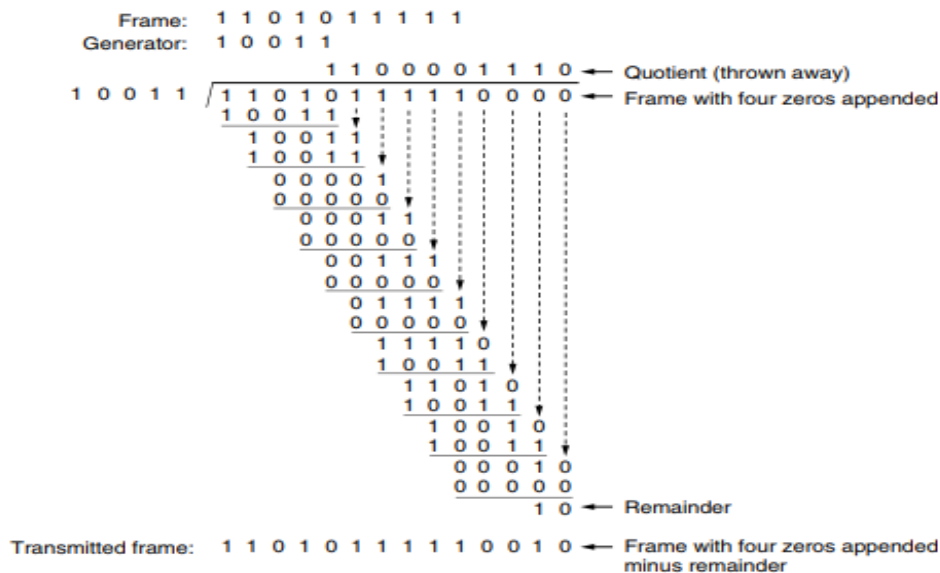 Frame: 1 1 0 1 0 1 1 1 1 1
Generator: 1 0 0 1 1
1 1 0 0 0 0 1 1 1 0 ← Quotient (thrown away)
1 0 0 1 1 / 1 1 0 1 0 1 1 1 1 1 0 0 0 0 ← Frame with four zeros appended
1 0 0 1 1
1 0 0 1 1
1 0 0 1 1
0 0 0 0 1
0 0 0 0 0
0 0 0 1 1
0 0 0 0 0
0 0 1 1 1
0 0 0 0 0
0 1 1 1 1
0 0 0 0 0
1 1 1 1 0
1 0 0 1 1
1 1 0 1 0
1 0 0 1 1
1 0 0 1 0
1 0 0 1 1
0 0 0 1 0
0 0 0 0 0
1 0 ← Remainder
Transmitted frame: 1 1 0 1 0 1 1 1 1 1 0 0 1 0 ← Frame with four zeros appended
minus remainder